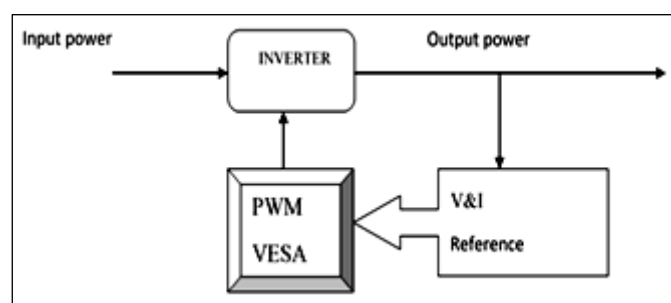 Input power
INVERTER
Output power
PWM
VESA
V&I
Reference